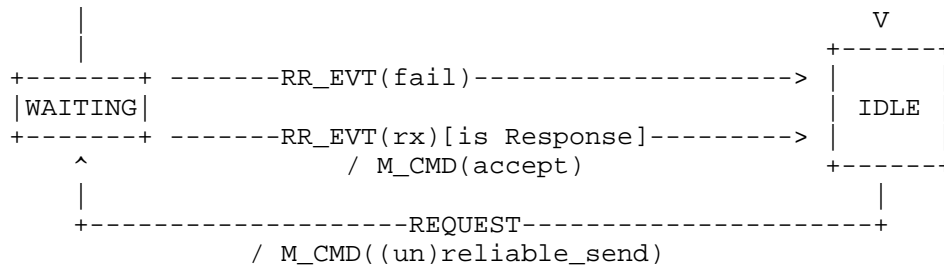 V
RR_EVT(fail)
WAITING
IDLE
RR_EVT(rx)[is Response]
/ M_CMD(accept)
REQUEST
/ M_CMD((un)reliable_send)